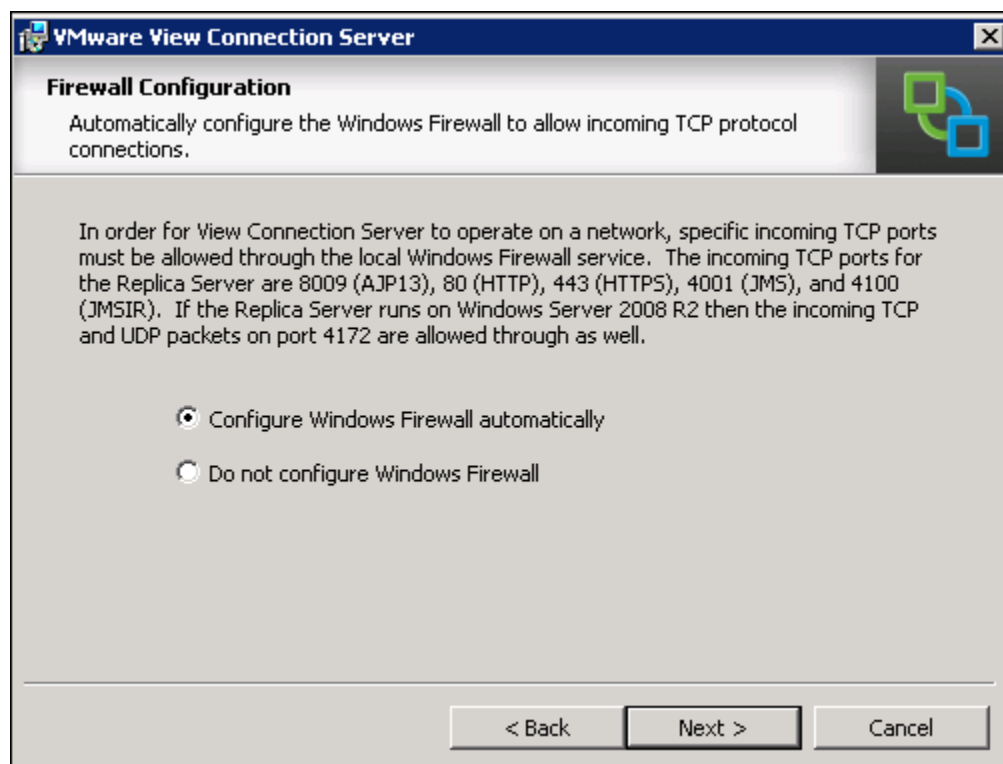 VMware View Connection Server
Firewall Configuration
Automatically configure the Windows Firewall to allow incoming TCP protocol
connections.
In order for View Connection Server to operate on a network, specific incoming TCP ports
must be allowed through the local Windows Firewall service.  The incoming TCP ports for
the Replica Server are 8009 (AJP13), 80 (HTTP), 443 (HTTPS), 4001 (JMS), and 4100
(JMSIR).  If the Replica Server runs on Windows Server 2008 R2 then the incoming TCP
and UDP packets on port 4172 are allowed through as well.
Configure Windows Firewall automatically
Do not configure Windows Firewall
< Back Next > Cancel